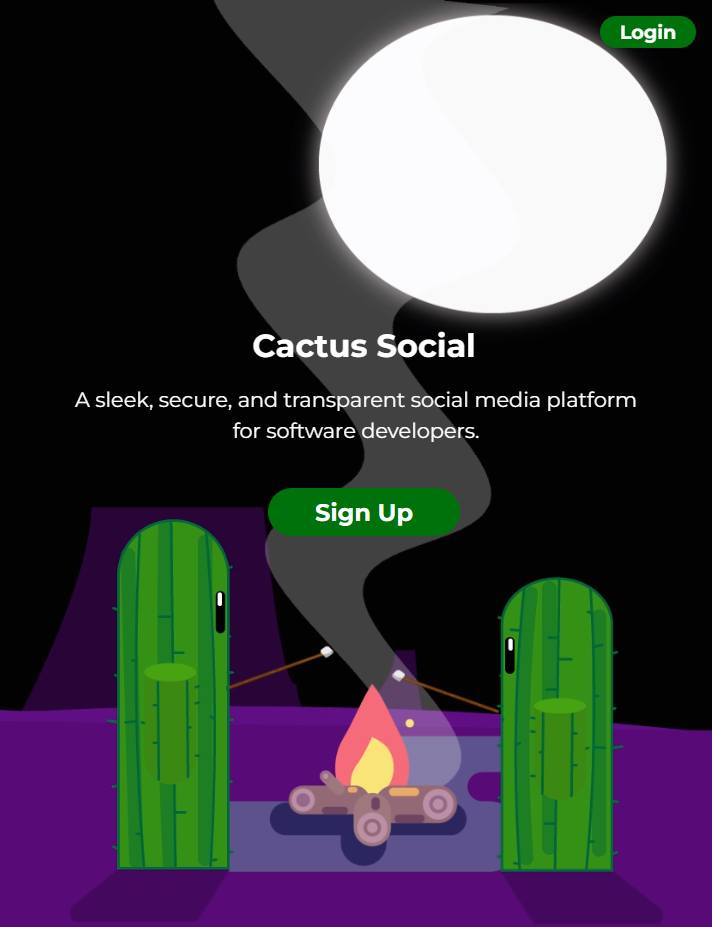 Login
Cactus Social
A sleek, secure, and transparent social media platform
for software developers.
Sign Up